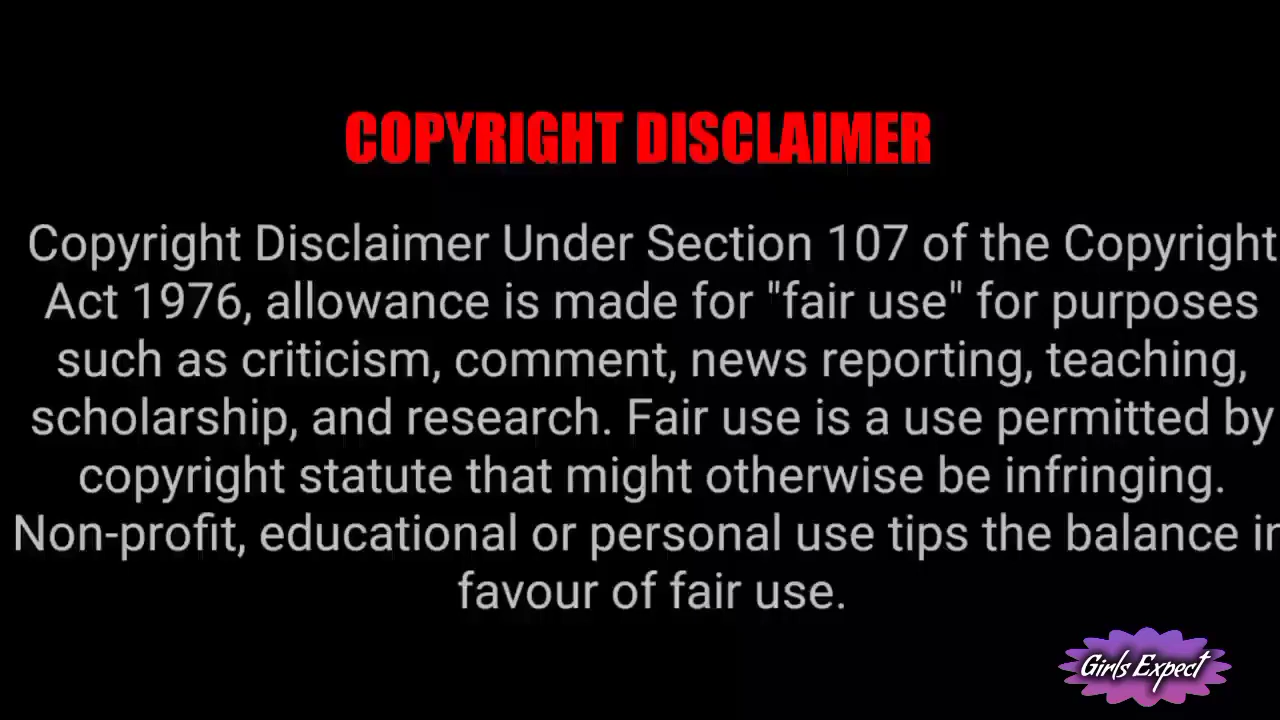 COPYRIGHT DISCLAIMER
Copyright Disclaimer Under Section 107 of the Copyright
Act 1976, allowance is made for "fair use" for purposes
such as criticism, comment, news reporting, teaching,
scholarship, and research. Fair use is a use permitted by
copyright statute that might otherwise be infringing.
Non-profit, educational or personal use tips the balance in
favour of fair use.
Girls Expect